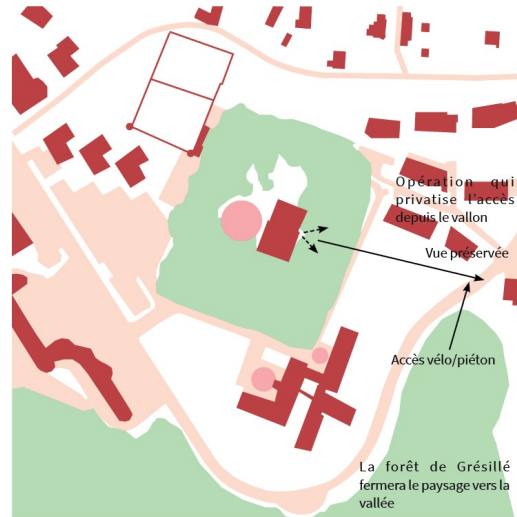 Opération qui
privatise l'accès
depuis le vallon
Vue préservée
Accès vélo/piéton
La forêt de Grésillé
fermera le paysage vers la
vallée